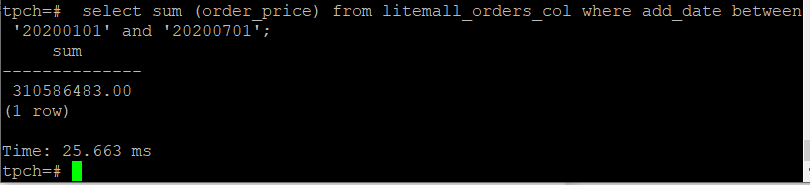 tpch=#  select sum (order_price) from litemall_orders_col where add_date between
 '20200101' and '20200701';
     sum
--------------
 310586483.00
(1 row)

Time: 25.663 ms
tpch=#